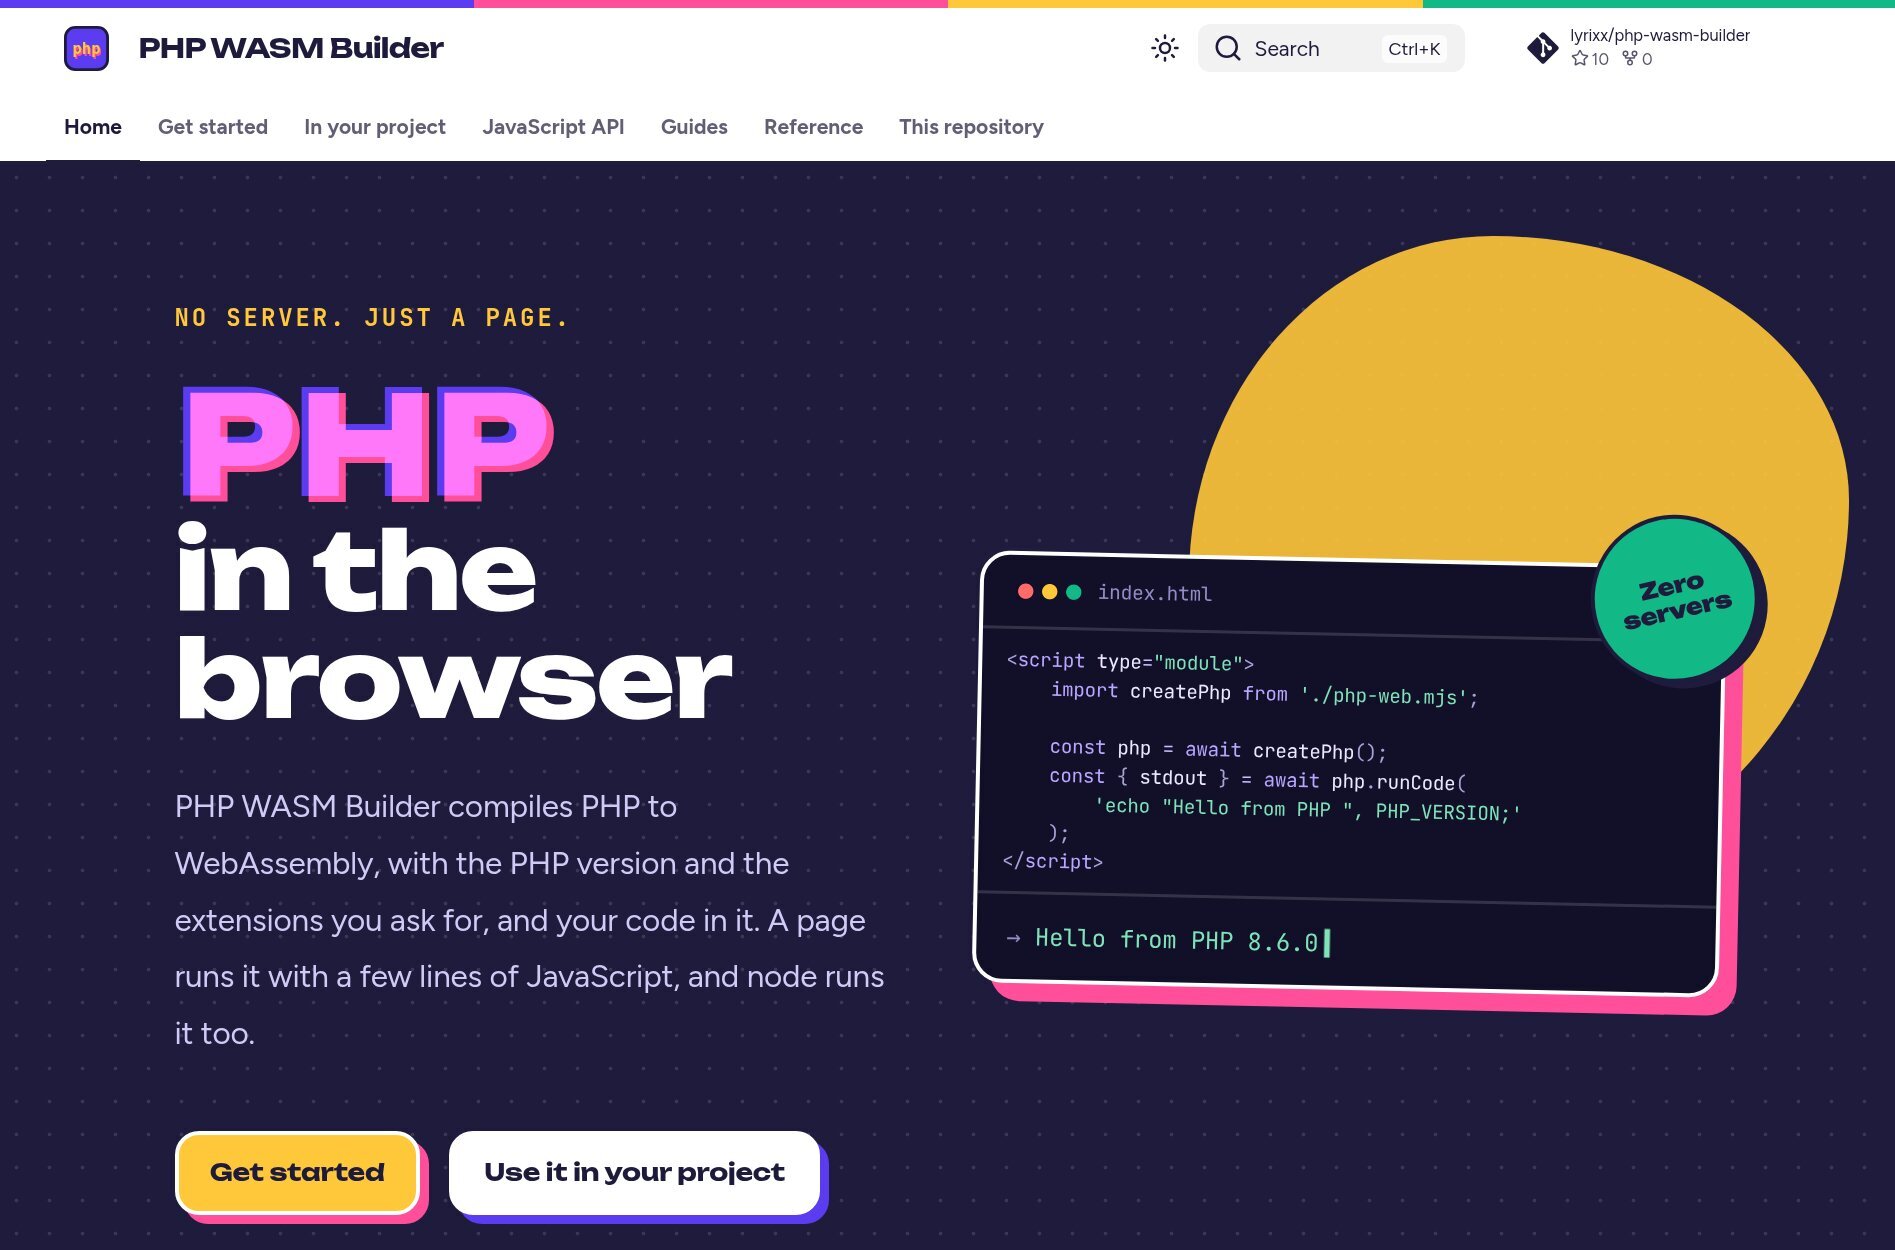 php
PHP WASM Builder
Search
Ctrl+K
lyrixx/php-wasm-builder
10 0
Home Get started In your project JavaScript API Guides Reference This repository
NO SERVER. JUST A PAGE.
PHP
in the
browser
PHP WASM Builder compiles PHP to
WebAssembly, with the PHP version and the
extensions you ask for, and your code in it. A page
runs it with a few lines of JavaScript, and node runs
it too.
Get started
Use it in your project
Zero
servers
index.html
<script type="module">
    import createPhp from './php-web.mjs';
    const php = await createPhp();
    const { stdout } = await php.runCode(
        'echo "Hello from PHP ", PHP_VERSION;'
    );
</script>
→ Hello from PHP 8.6.0